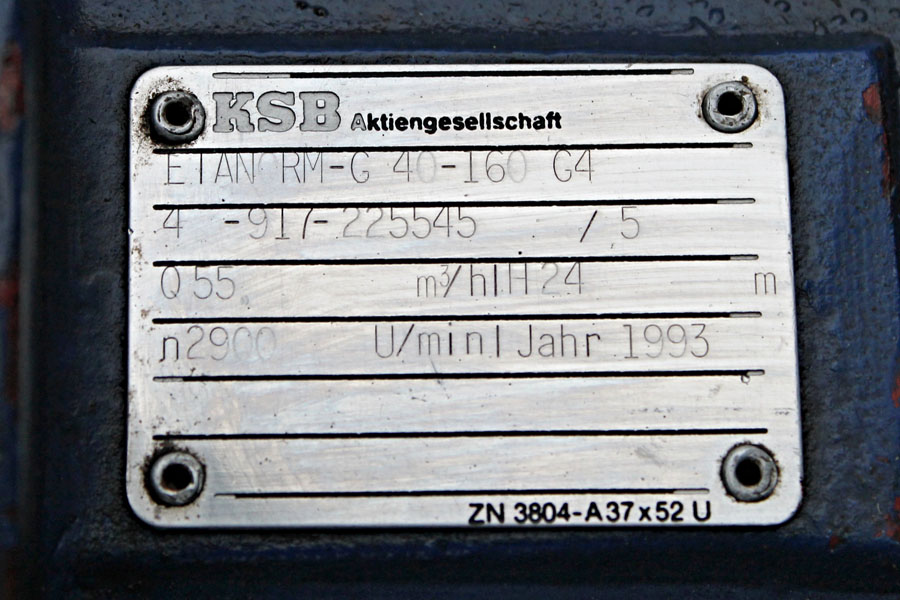 KSB Aktiengesellschaft
ETANORM-G 40-160 G4
4 -917-225545 / 5
Q 55 m³/h | H 24 m
n 2900 U/min | Jahr 1993
ZN 3804-A37x52 U